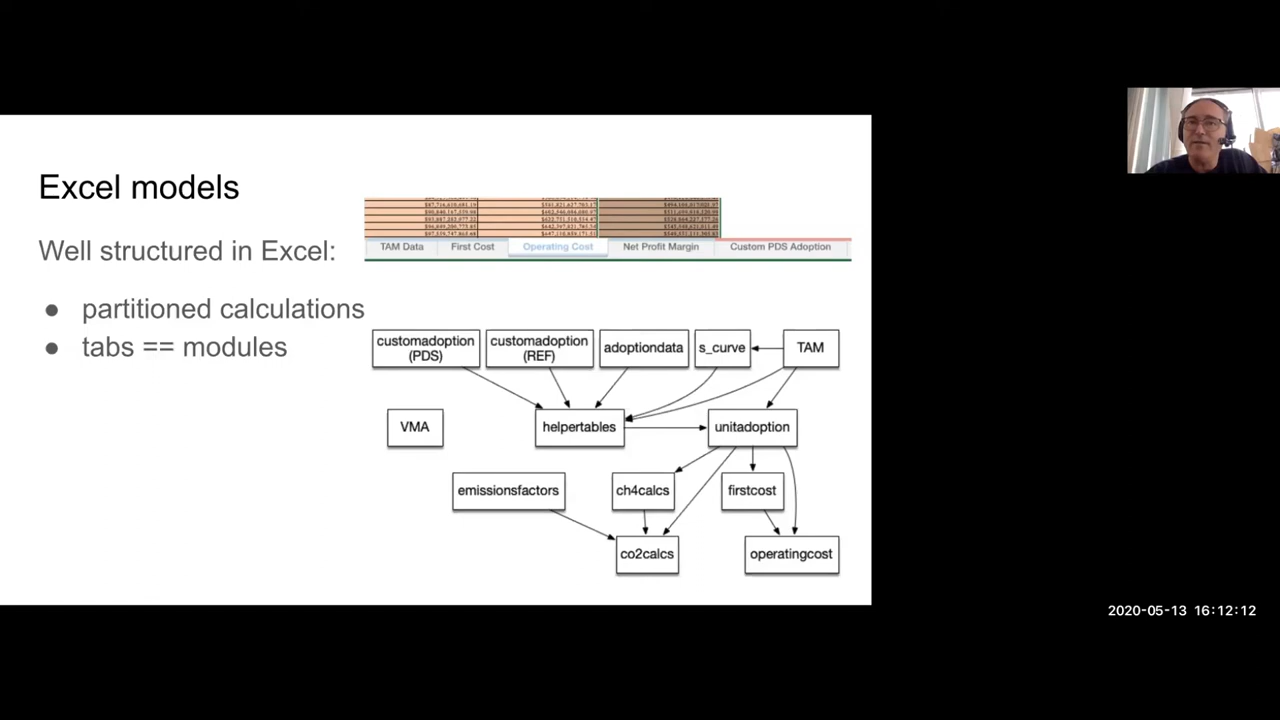 Excel models
Well structured in Excel:
● partitioned calculations
● tabs == modules
TAM Data First Cost Operating Cost Net Profit Margin Custom PDS Adoption
customadoption
(PDS)
customadoption
(REF)
adoptiondata
s_curve
TAM
VMA
helpertables
unitadoption
emissionsfactors
ch4calcs
firstcost
co2calcs
operatingcost
2020-05-13 16:12:12